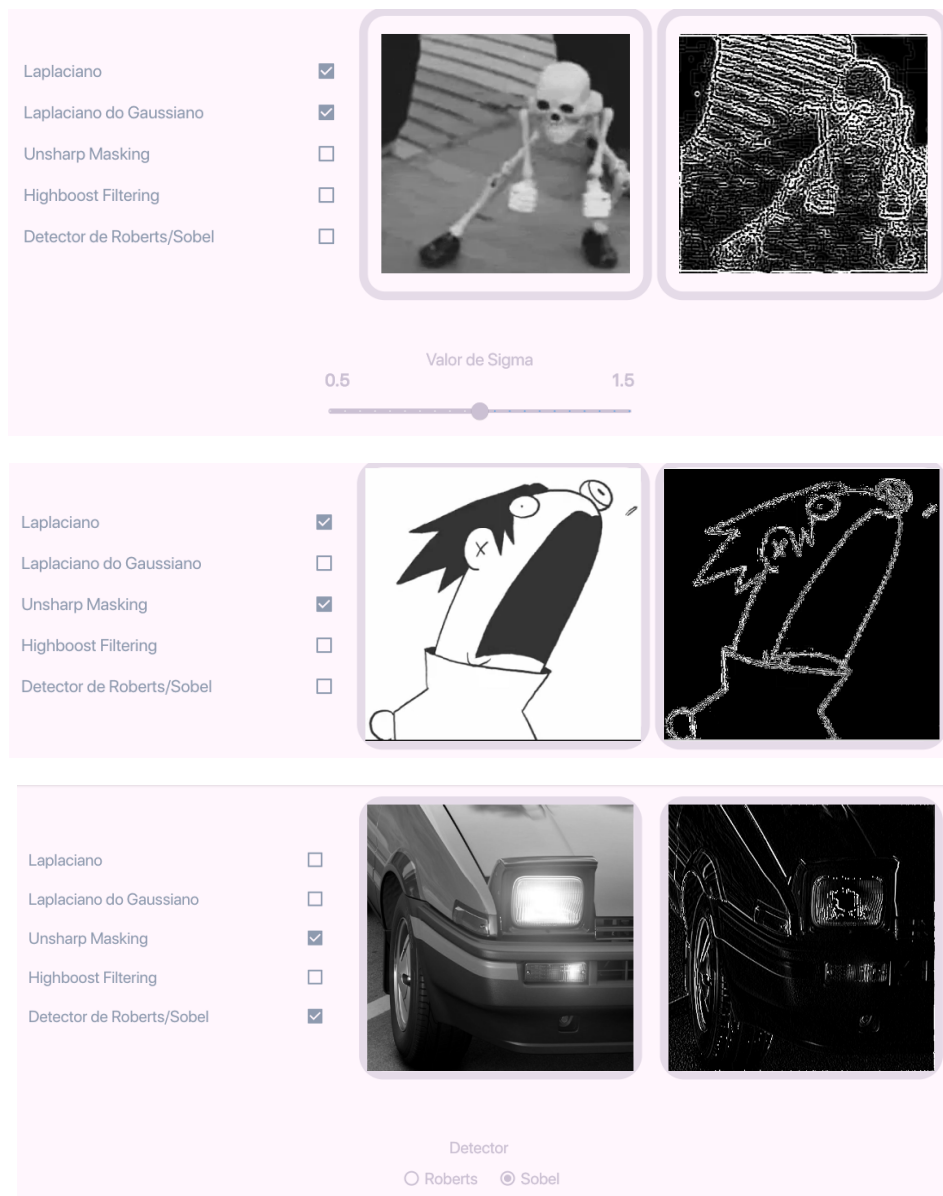 Laplaciano
Laplaciano do Gaussiano
Unsharp Masking
Highboost Filtering
Detector de Roberts/Sobel
Valor de Sigma
0.5 1.5
Laplaciano
Laplaciano do Gaussiano
Unsharp Masking
Highboost Filtering
Detector de Roberts/Sobel
Laplaciano
Laplaciano do Gaussiano
Unsharp Masking
Highboost Filtering
Detector de Roberts/Sobel
Detector
Roberts Sobel